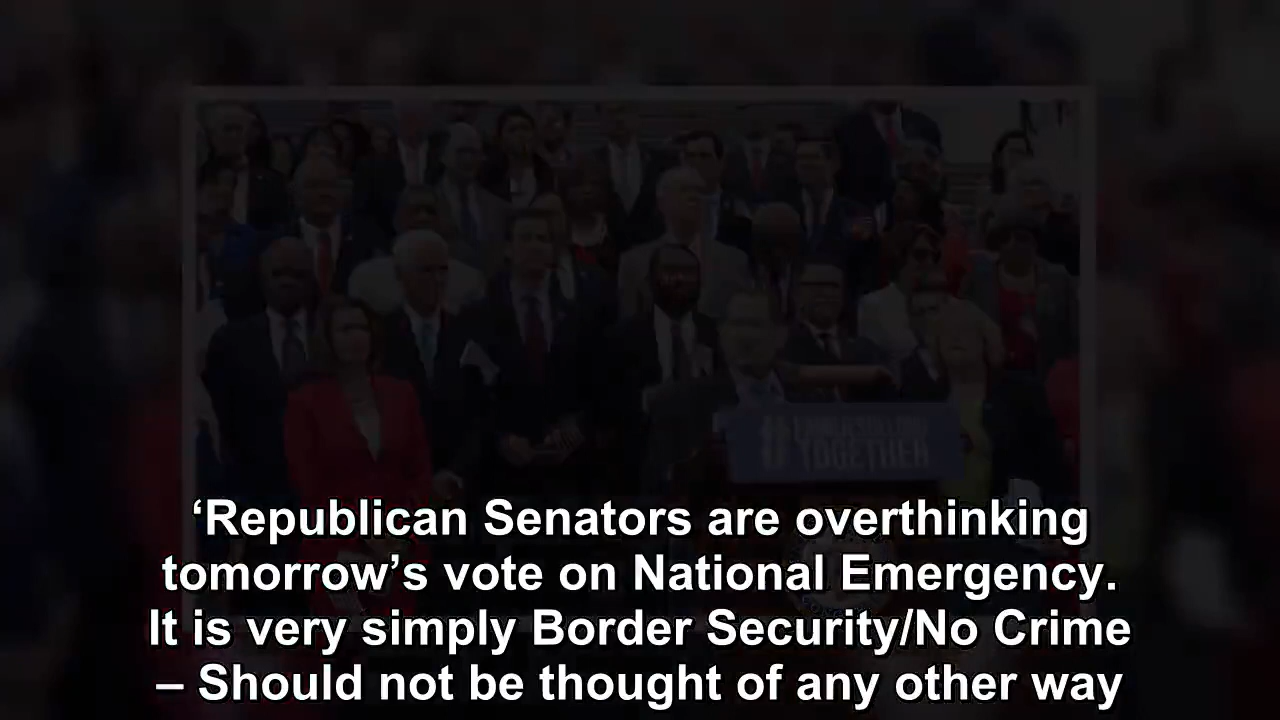 TOGETHER
‘Republican Senators are overthinking
tomorrow’s vote on National Emergency.
It is very simply Border Security/No Crime
– Should not be thought of any other way